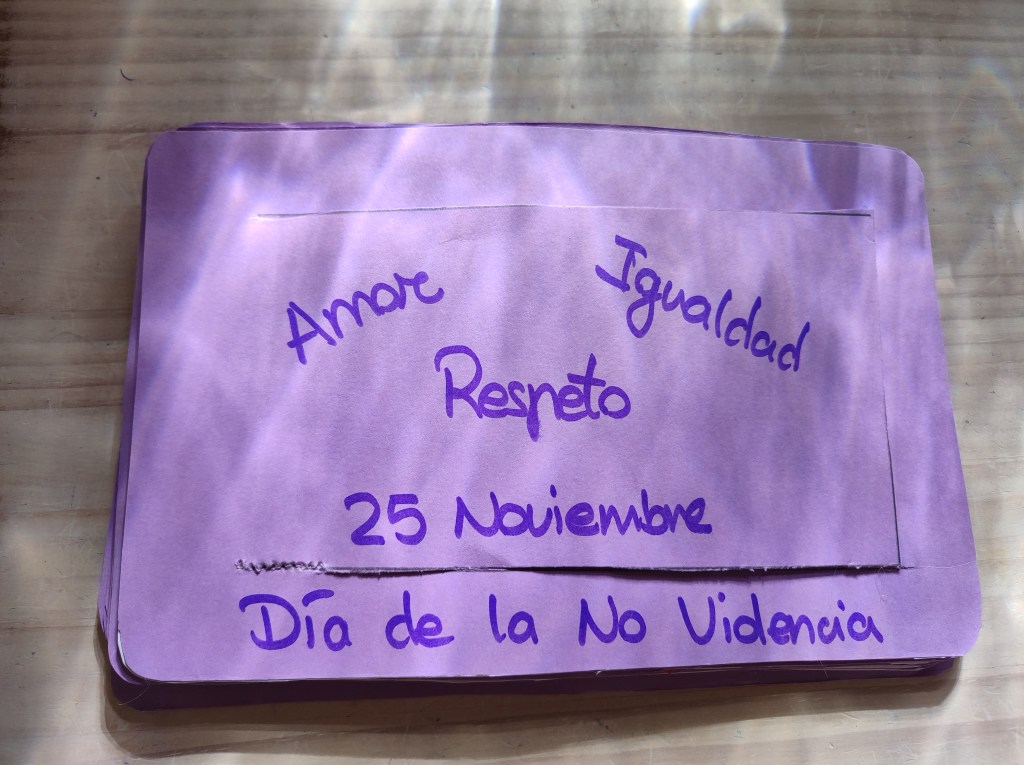 Amor Igualdad
Respeto
25 Noviembre
Día de la No Violencia